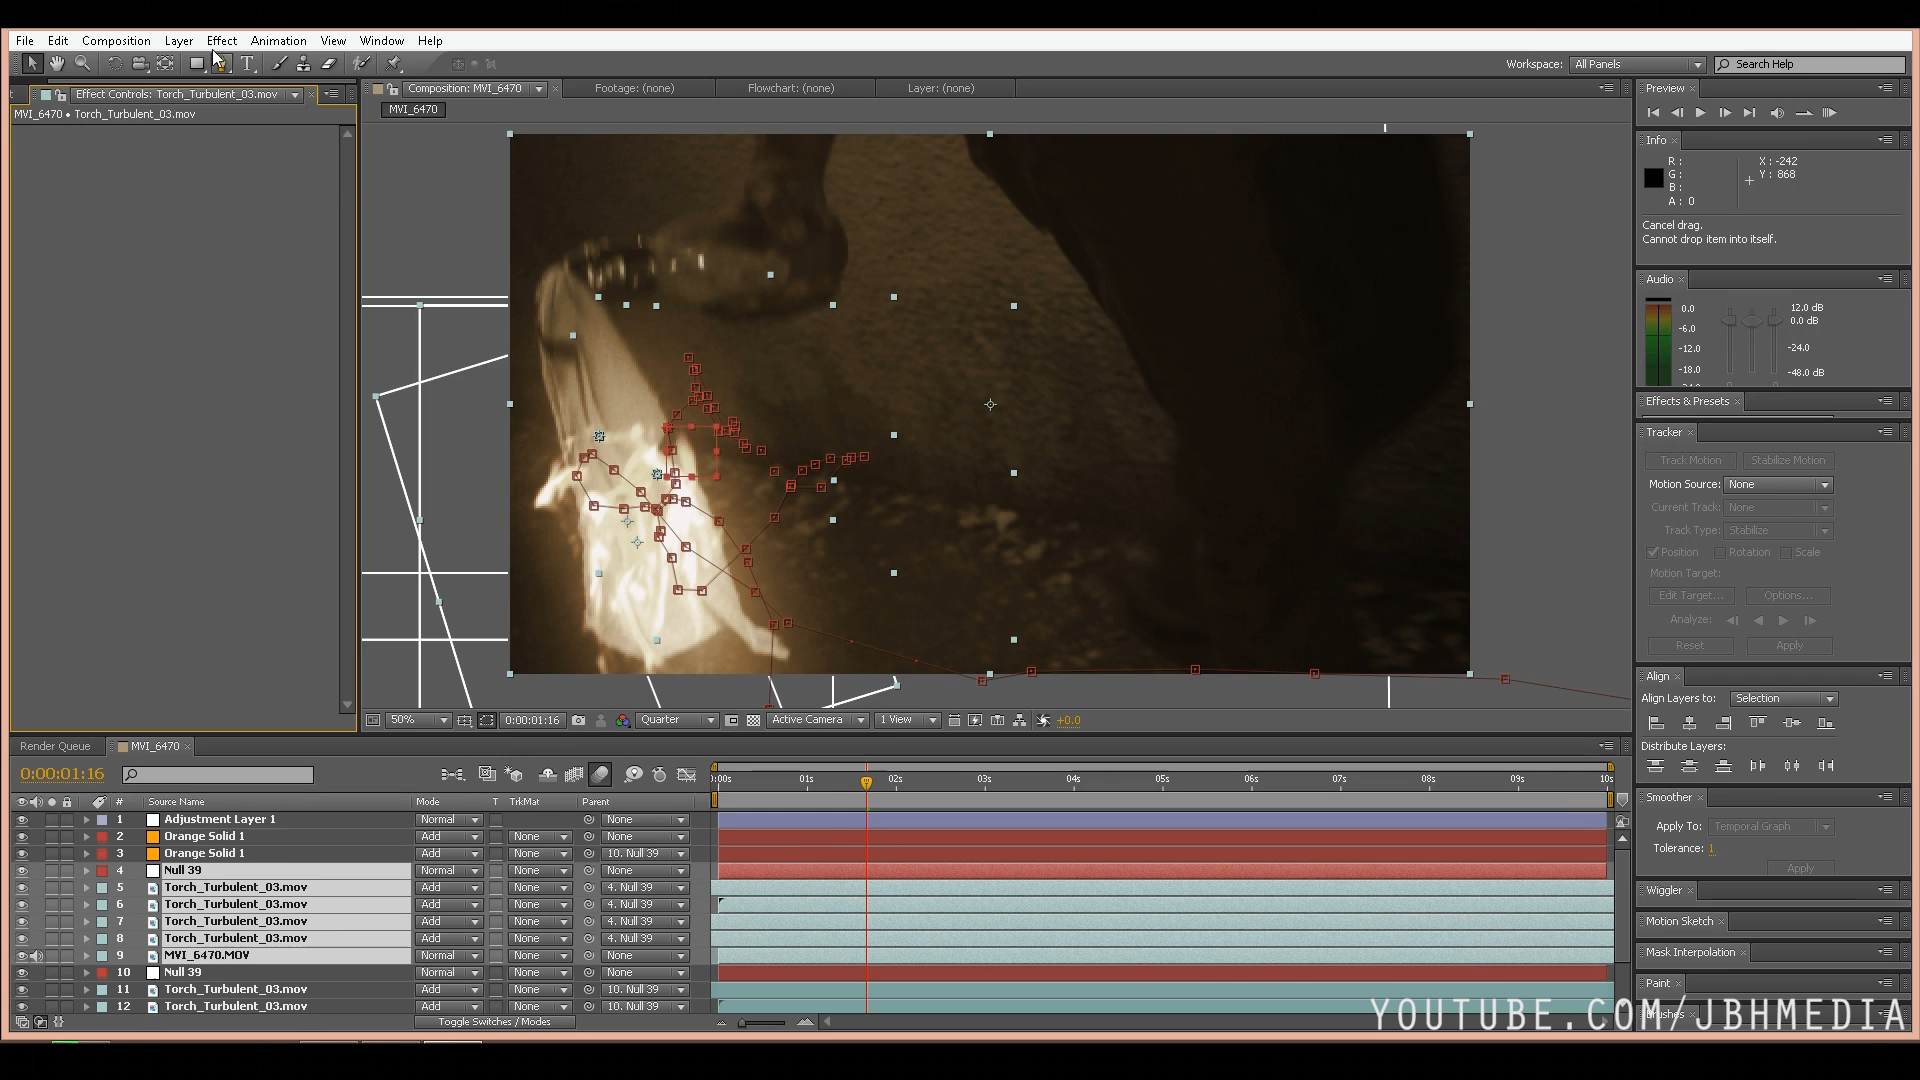 File Edit Composition Layer Effect Animation View Window Help
Workspace: All Panels Search Help
Effect Controls: Torch_Turbulent_03.mov
MVI_6470 • Torch_Turbulent_03.mov
Composition: MVI_6470 Footage: (none) Flowchart: (none) Layer: (none)
MVI_6470
Preview
Info
R :
G :
B :
A : 0
X : -242
Y : 868
Cancel drag.
Cannot drop item into itself.
Audio
0.0
-6.0
-12.0
-18.0
12.0 dB
0.0 dB
-24.0
-48.0 dB
Effects & Presets
Tracker
Track Motion Stabilize Motion
Motion Source: None
Current Track: None
Track Type: Stabilize
Position Rotation Scale
Motion Target:
Edit Target... Options...
Analyze:
Reset Apply
Align
Align Layers to: Selection
Distribute Layers:
Smoother
Apply To: Temporal Graph
Tolerance: 1
Apply
Wiggler
Motion Sketch
Mask Interpolation
Paint
Brushes
50% 0:00:01:16 Quarter Active Camera 1 View +0.0
Render Queue MVI_6470
0:00:01:16
0:00s 01s 02s 03s 04s 05s 06s 07s 08s 09s 10s
# Source Name Mode T TrkMat Parent
1 Adjustment Layer 1 Normal None
2 Orange Solid 1 Add None None
3 Orange Solid 1 Add None 10. Null 39
4 Null 39 Normal None None
5 Torch_Turbulent_03.mov Add None 4. Null 39
6 Torch_Turbulent_03.mov Add None 4. Null 39
7 Torch_Turbulent_03.mov Add None 4. Null 39
8 Torch_Turbulent_03.mov Add None 4. Null 39
9 MVI_6470.MOV Normal None None
10 Null 39 Normal None None
11 Torch_Turbulent_03.mov Add None 10. Null 39
12 Torch_Turbulent_03.mov Add None 10. Null 39
Toggle Switches / Modes
YOUTUBE.COM/JBHMEDIA